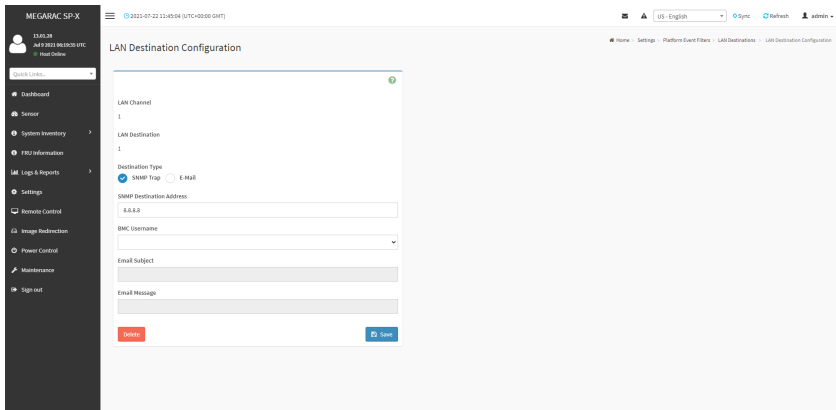 MEGARAC SP-X
2021-07-22 11:45:04 (UTC+00:00 GMT)
US - English
Sync
Refresh
admin
13.01.28
Jul 9 2021 06:19:55 UTC
Host Online
Quick Links...
Dashboard
Sensor
System Inventory
FRU Information
Logs & Reports
Settings
Remote Control
Image Redirection
Power Control
Maintenance
Sign out
LAN Destination Configuration
Home > Settings > Platform Event Filters > LAN Destinations > LAN Destination Configuration
LAN Channel
1
LAN Destination
1
Destination Type
SNMP Trap
E-Mail
SNMP Destination Address
8.8.8.8
BMC Username
Email Subject
Email Message
Delete
Save